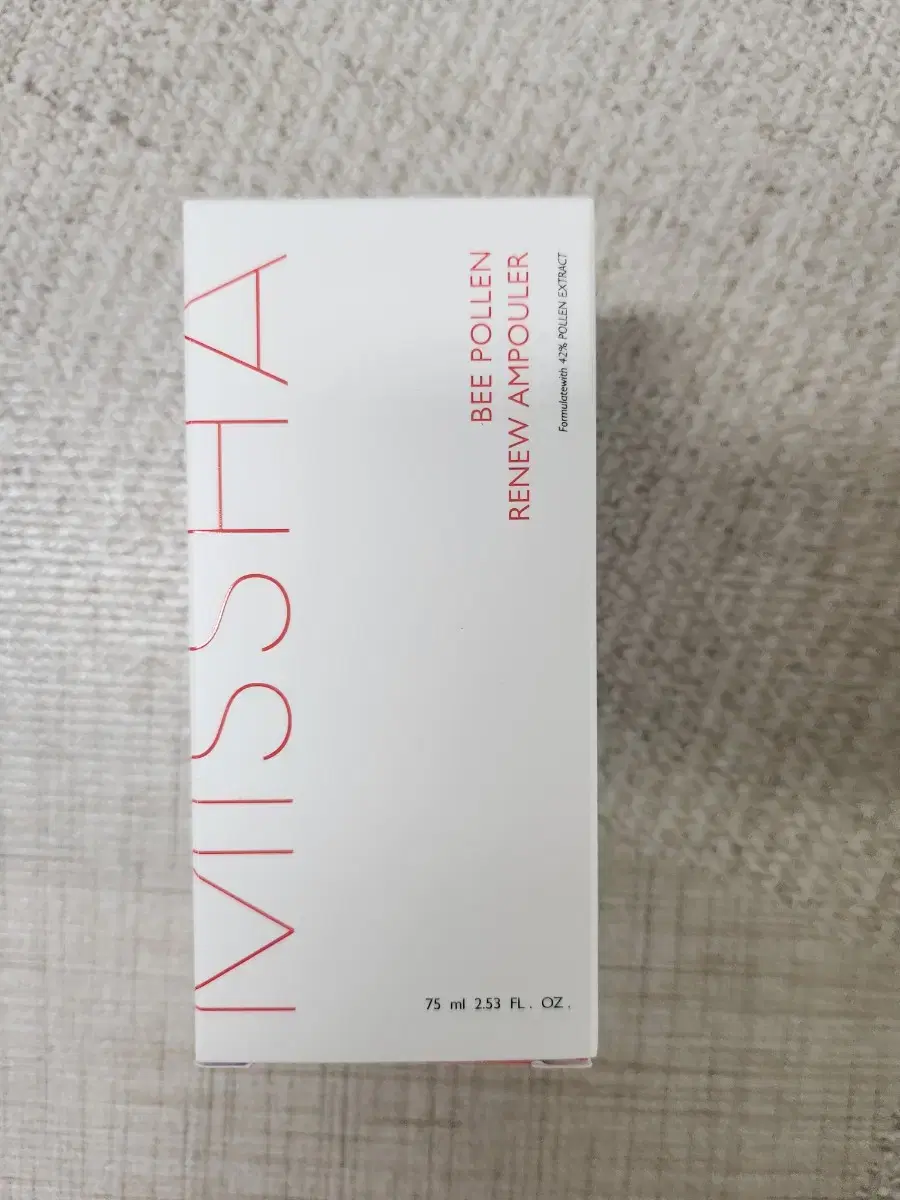 MISSHA
BEE POLLEN
RENEW AMPOULER
Formulatewith 42% POLLEN EXTRACT
75 ml 2.53 FL. OZ.